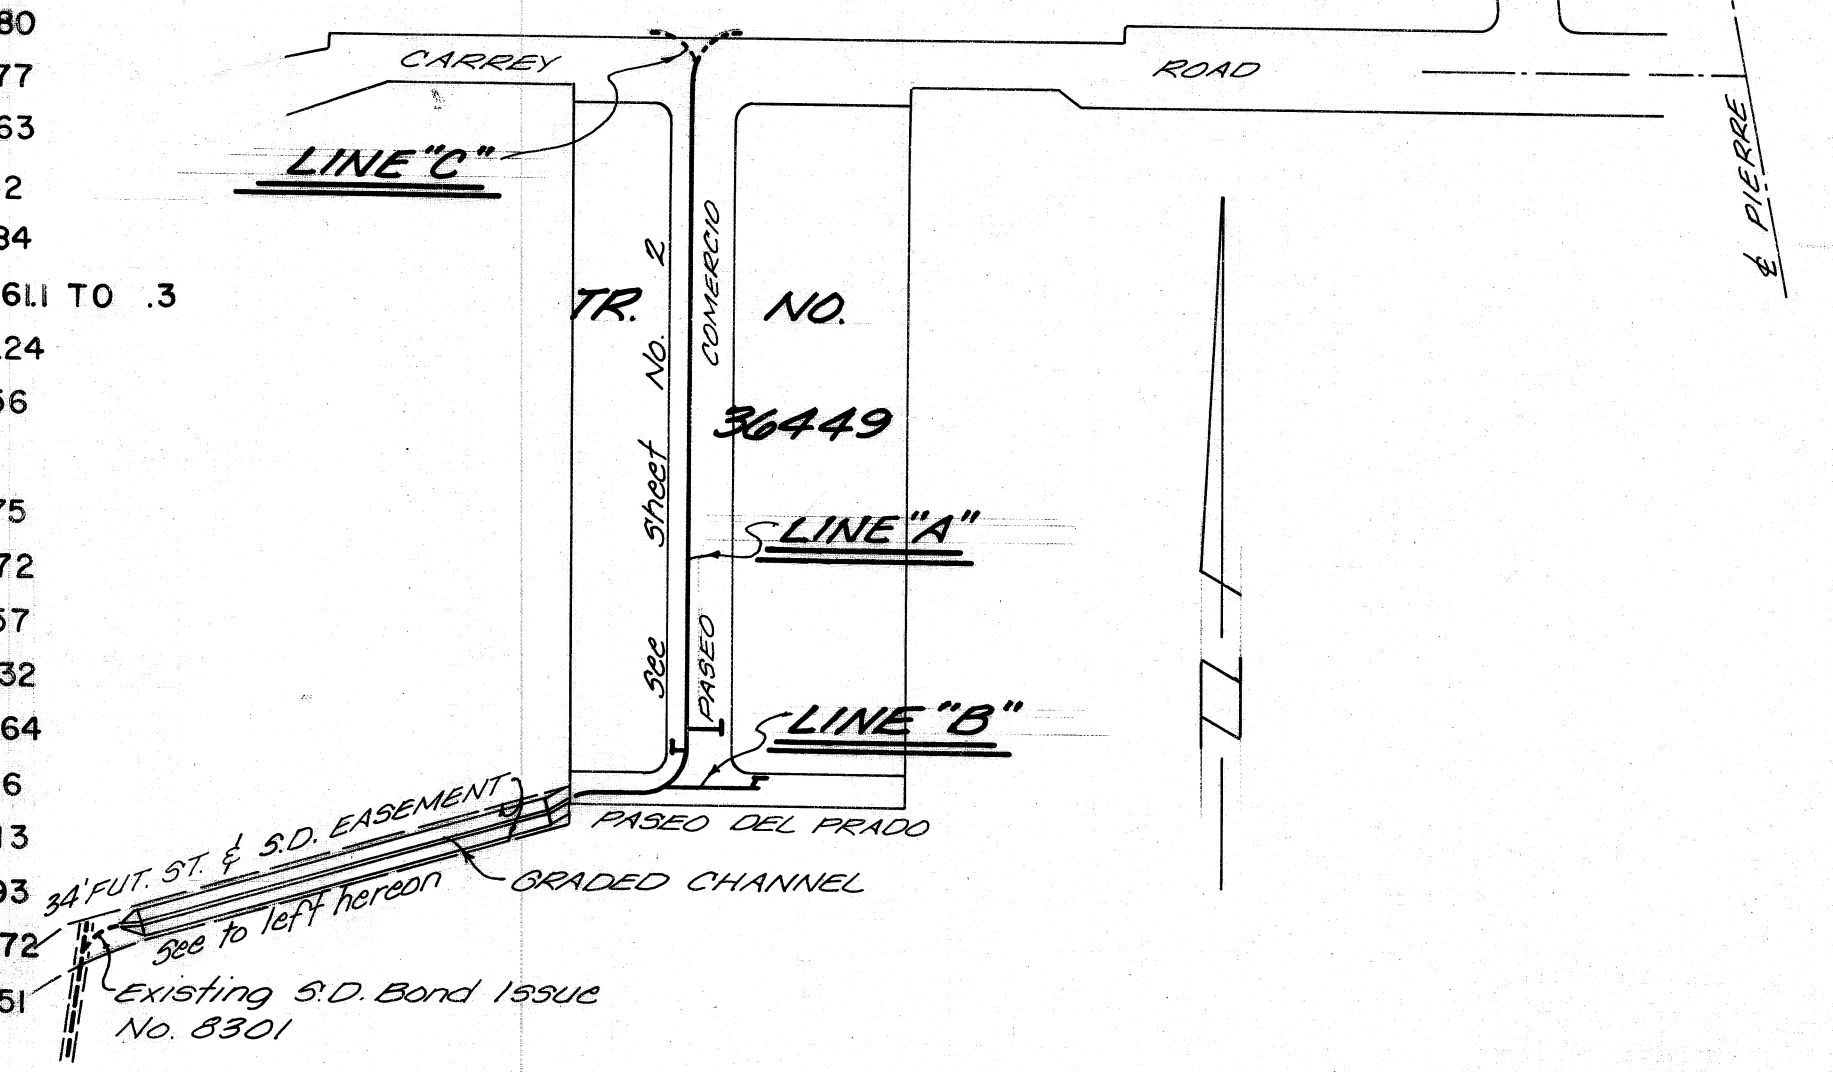 80
77
63
2
84
61.1 TO .3
124
56
75
72
57
32
64
6
13
93
72
51
CARREY ROAD
℄ PIERRE
LINE "C"
TR. NO.
36449
See Sheet No. 2
PASEO COMERCIO
LINE "A"
LINE "B"
PASEO DEL PRADO
34' FUT. ST. & S.D. EASEMENT
GRADED CHANNEL
See to left hereon
Existing S.D. Bond Issue
No. 8301